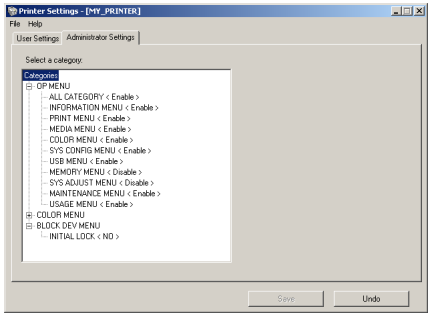 Printer Settings - [MY_PRINTER]
File Help
User Settings Administrator Settings
Select a category:
Categories
OP MENU
ALL CATEGORY < Enable >
INFORMATION MENU < Enable >
PRINT MENU < Enable >
MEDIA MENU < Enable >
COLOR MENU < Enable >
SYS CONFIG MENU < Enable >
USB MENU < Enable >
MEMORY MENU < Disable >
SYS ADJUST MENU < Disable >
MAINTENANCE MENU < Enable >
USAGE MENU < Enable >
COLOR MENU
BLOCK DEV MENU
INITIAL LOCK < NO >
Save Undo